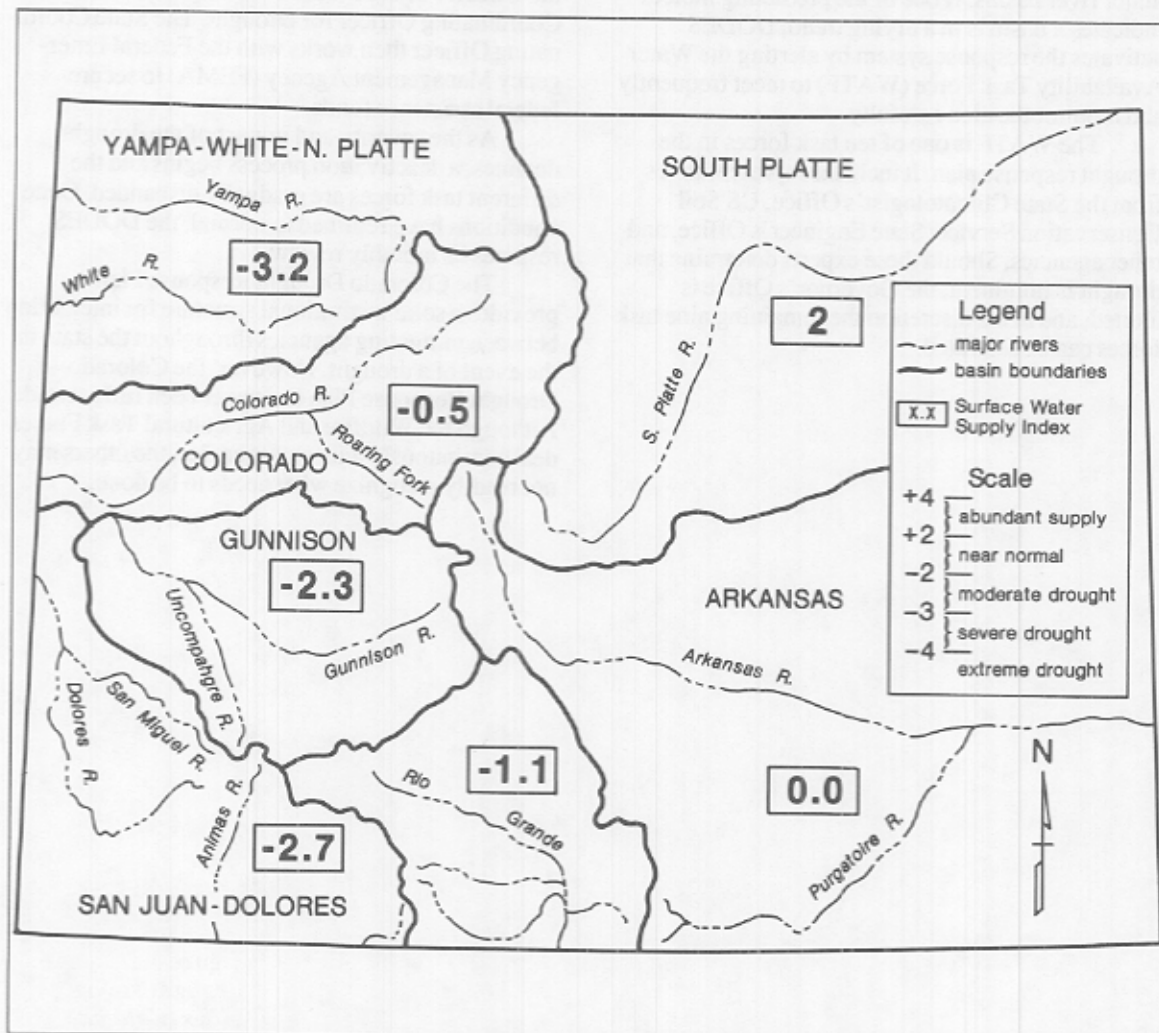 YAMPA-WHITE-N. PLATTE
Yampa R.
White R.
-3.2
SOUTH PLATTE
2
S. Platte R.
Colorado R.
-0.5
Roaring Fork
COLORADO
GUNNISON
-2.3
Uncompahgre R.
Gunnison R.
Dolores R.
San Miguel R.
Animas R.
-2.7
SAN JUAN-DOLORES
-1.1
Rio Grande
ARKANSAS
Arkansas R.
0.0
Purgatoire R.
Legend
major rivers
basin boundaries
X.X Surface Water
Supply Index
Scale
+4
abundant supply
+2
near normal
-2
moderate drought
-3
severe drought
-4
extreme drought
N